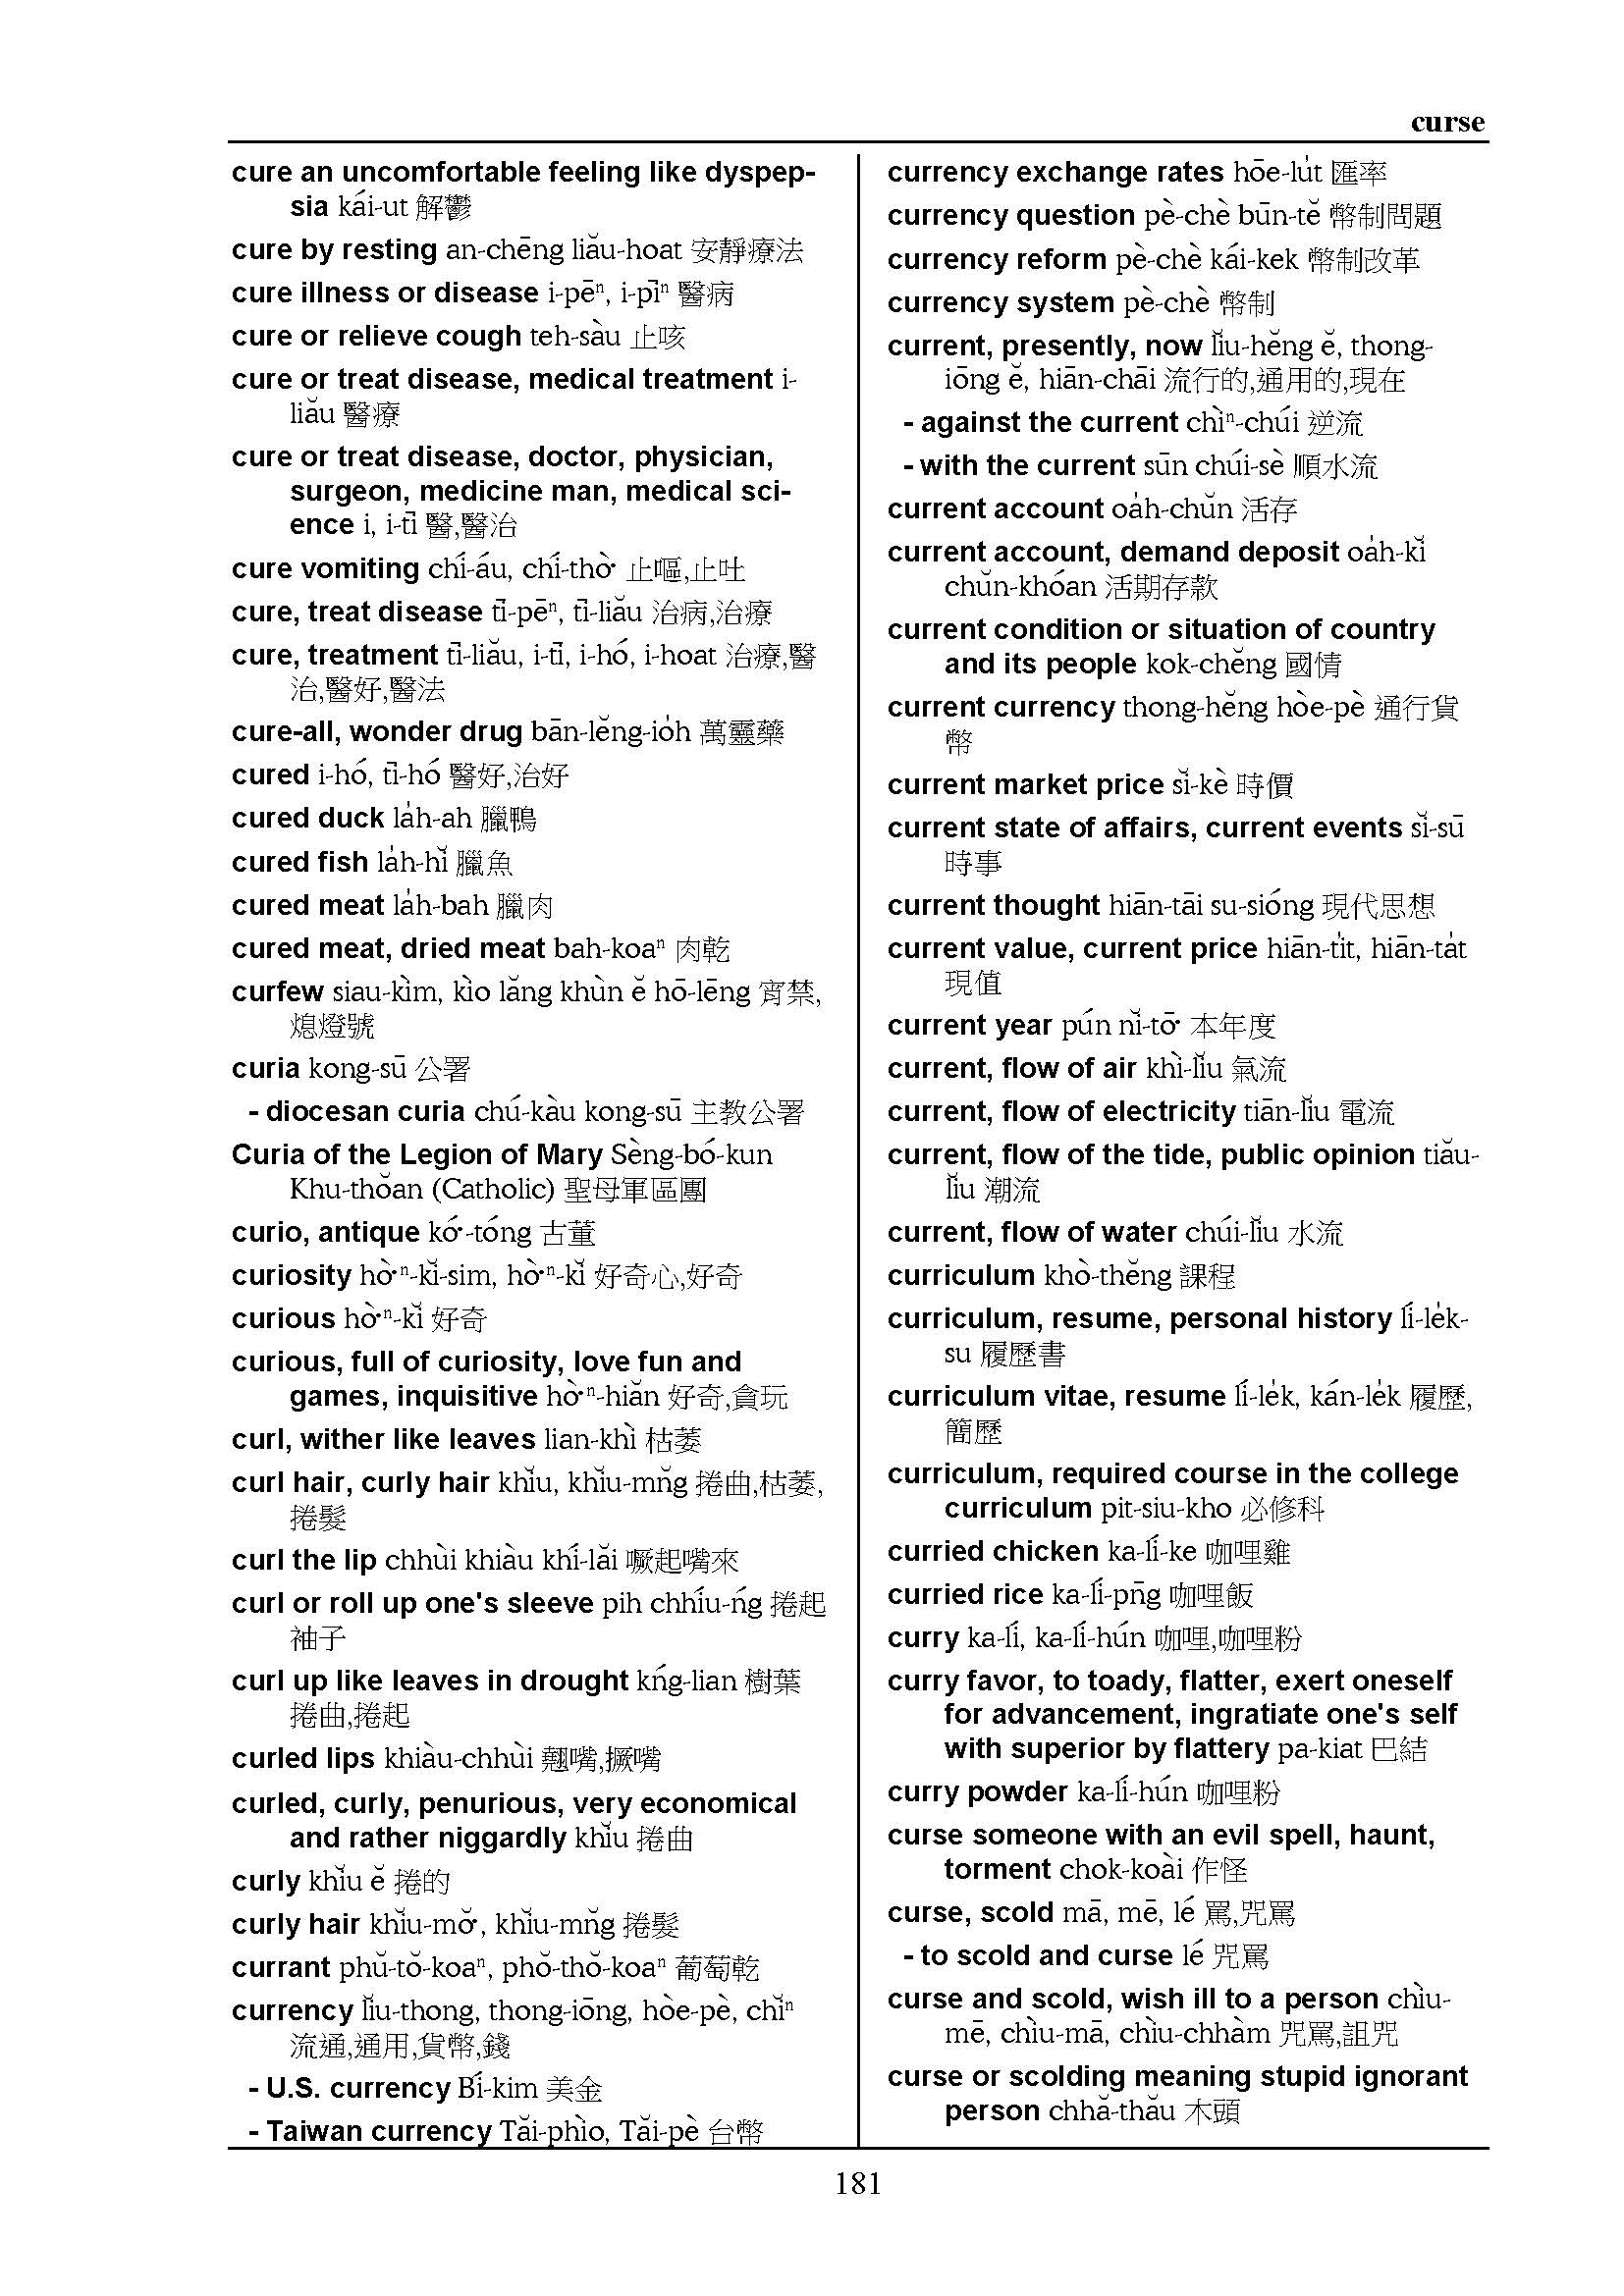 curse
cure an uncomfortable feeling like dyspep-
sia kái-ut 解鬱
cure by resting an-chēng liău-hoat 安靜療法
cure illness or disease i-pēⁿ, i-pīⁿ 醫病
cure or relieve cough teh-sàu 止咳
cure or treat disease, medical treatment i-
liău 醫療
cure or treat disease, doctor, physician,
surgeon, medicine man, medical sci-
ence i, i-tī 醫,醫治
cure vomiting chí-áu, chí-thò͘ 止嘔,止吐
cure, treat disease tī-pēⁿ, tī-liău 治病,治療
cure, treatment tī-liău, i-tī, i-hó, i-hoat 治療,醫
治,醫好,醫法
cure-all, wonder drug bān-lĕng-io̍h 萬靈藥
cured i-hó, tī-hó 醫好,治好
cured duck la̍h-ah 臘鴨
cured fish la̍h-hĭ 臘魚
cured meat la̍h-bah 臘肉
cured meat, dried meat bah-koaⁿ 肉乾
curfew siau-kìm, kìo lăng khùn ĕ hō-lēng 宵禁,
熄燈號
curia kong-sū 公署
- diocesan curia chú-kàu kong-sū 主教公署
Curia of the Legion of Mary Sèng-bó-kun
Khu-thŏan (Catholic) 聖母軍區團
curio, antique kó͘-tóng 古董
curiosity hò͘ⁿ-kĭ-sim, hò͘ⁿ-kĭ 好奇心,好奇
curious hò͘ⁿ-kĭ 好奇
curious, full of curiosity, love fun and
games, inquisitive hò͘ⁿ-hiăn 好奇,貪玩
curl, wither like leaves lian-khì 枯萎
curl hair, curly hair khĭu, khĭu-mn̆g 捲曲,枯萎,
捲髮
curl the lip chhùi khiàu khí-lăi 噘起嘴來
curl or roll up one's sleeve pih chhíu-ńg 捲起
袖子
curl up like leaves in drought kńg-lian 樹葉
捲曲,捲起
curled lips khiàu-chhùi 翹嘴,撅嘴
curled, curly, penurious, very economical
and rather niggardly khĭu 捲曲
curly khĭu ĕ 捲的
curly hair khĭu-mŏ͘, khĭu-mn̆g 捲髮
currant phŭ-tŏ-koaⁿ, phŏ-thŏ-koaⁿ 葡萄乾
currency lĭu-thong, thong-iōng, hòe-pè, chĭⁿ
流通,通用,貨幣,錢
- U.S. currency Bí-kim 美金
- Taiwan currency Tăi-phìo, Tăi-pè 台幣
currency exchange rates hōe-lu̍t 匯率
currency question pè-chè būn-tĕ 幣制問題
currency reform pè-chè kái-kek 幣制改革
currency system pè-chè 幣制
current, presently, now lĭu-hĕng ĕ, thong-
iōng ĕ, hiān-chāi 流行的,通用的,現在
- against the current chìⁿ-chúi 逆流
- with the current sūn chúi-sè 順水流
current account oa̍h-chŭn 活存
current account, demand deposit oa̍h-kĭ
chŭn-khóan 活期存款
current condition or situation of country
and its people kok-chĕng 國情
current currency thong-hĕng hòe-pè 通行貨
幣
current market price sĭ-kè 時價
current state of affairs, current events sĭ-sū
時事
current thought hiān-tāi su-sióng 現代思想
current value, current price hiān-ti̍t, hiān-ta̍t
現值
current year pún nĭ-tō͘ 本年度
current, flow of air khì-lĭu 氣流
current, flow of electricity tiān-lĭu 電流
current, flow of the tide, public opinion tiău-
lĭu 潮流
current, flow of water chúi-lĭu 水流
curriculum khò-thĕng 課程
curriculum, resume, personal history lí-le̍k-
su 履歷書
curriculum vitae, resume lí-le̍k, kán-le̍k 履歷,
簡歷
curriculum, required course in the college
curriculum pit-siu-kho 必修科
curried chicken ka-lí-ke 咖哩雞
curried rice ka-lí-pn̄g 咖哩飯
curry ka-lí, ka-lí-hún 咖哩,咖哩粉
curry favor, to toady, flatter, exert oneself
for advancement, ingratiate one's self
with superior by flattery pa-kiat 巴結
curry powder ka-lí-hún 咖哩粉
curse someone with an evil spell, haunt,
torment chok-koài 作怪
curse, scold mā, mē, lé 罵,咒罵
- to scold and curse lé 咒罵
curse and scold, wish ill to a person chìu-
mē, chìu-mā, chìu-chhàm 咒罵,詛咒
curse or scolding meaning stupid ignorant
person chhă-thău 木頭
181